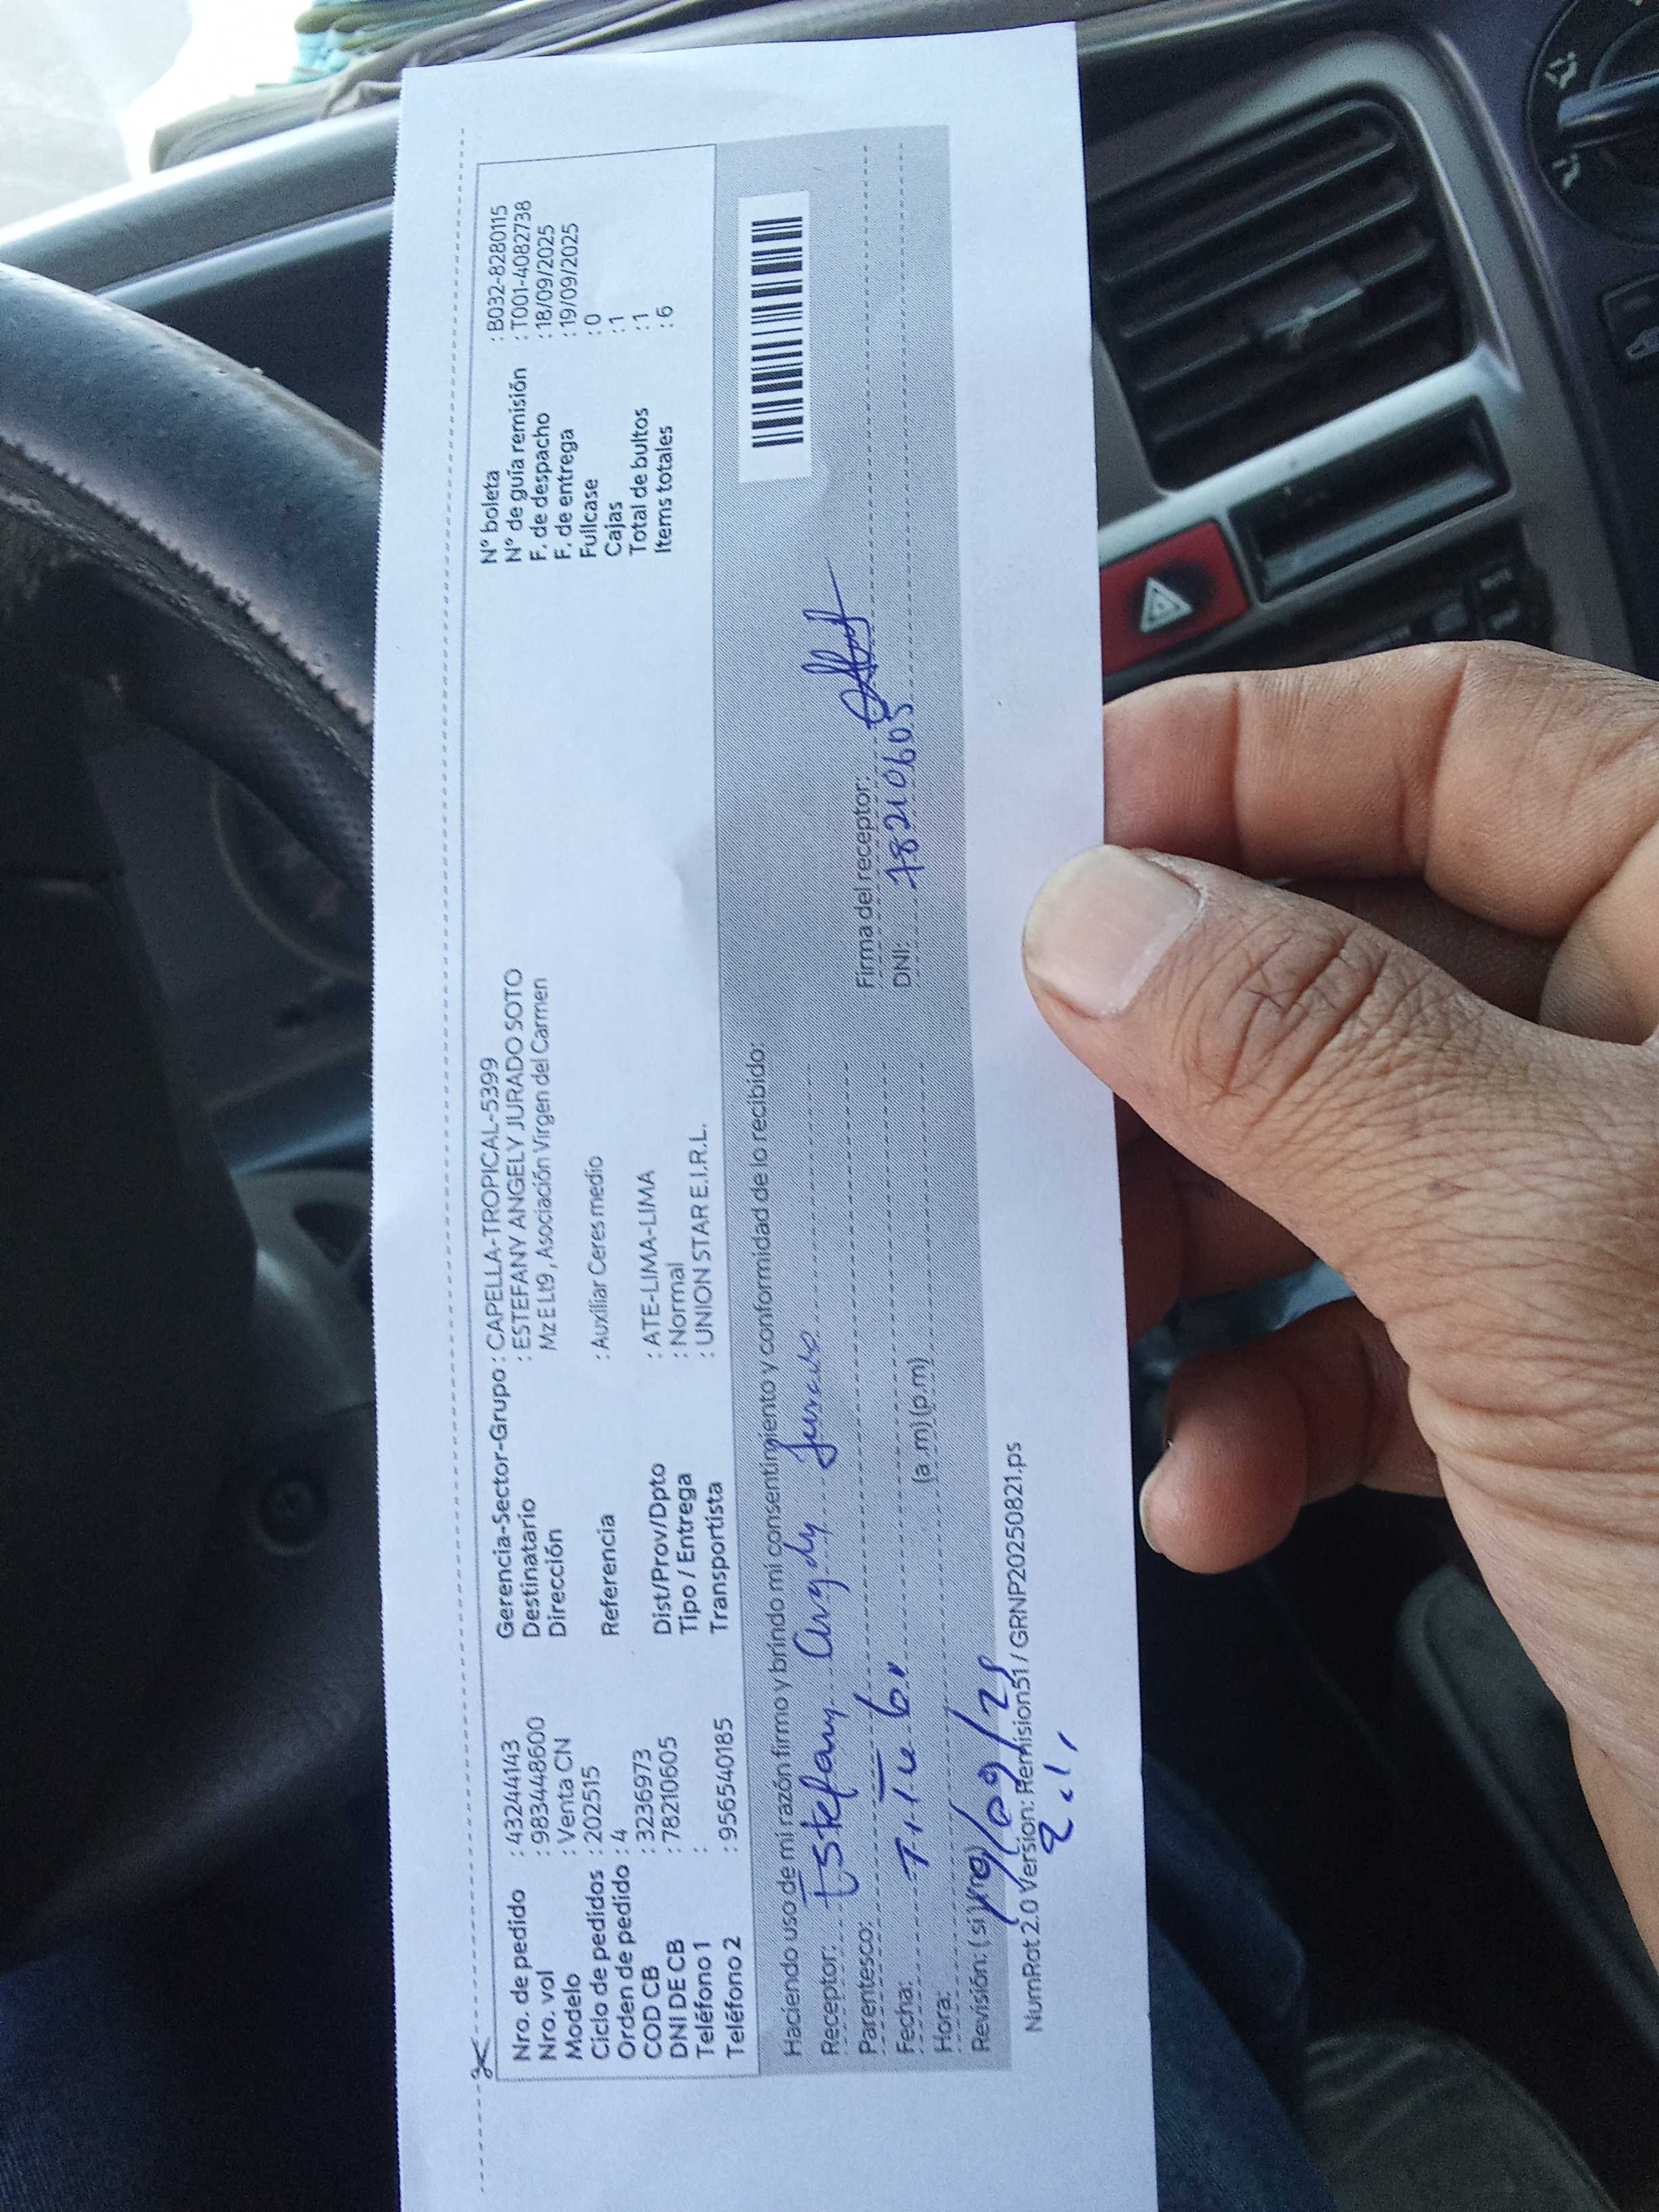 Nro. de pedido : 43244143
Nro. vol : 983448600
Modelo : Venta CN
Ciclo de pedidos : 202515
Orden de pedido : 4
COD CB : 3236973
DNI DE CB : 78210605
Teléfono 1 :
Teléfono 2 : 956540185
Gerencia-Sector-Grupo : CAPELLA-TROPICAL-5399
Destinatario : ESTEFANY ANGELY JURADO SOTO
Dirección Mz E Lt9, Asociación Virgen del Carmen
Referencia : Auxiliar Ceres medio
Dist/Prov/Dpto : ATE-LIMA-LIMA
Tipo / Entrega : Normal
Transportista : UNION STAR E.I.R.L.
N° boleta : B032-8280115
N° de guía remisión : T001-4082738
F. de despacho : 18/09/2025
F. de entrega : 19/09/2025
Fullcase : 0
Cajas : 1
Total de bultos : 1
Items totales : 6
Haciendo uso de mi razón firmo y brindo mi consentimiento y conformidad de lo recibido:
Receptor: Estefany Angely Jurado
Parentesco:
Fecha:
Hora: (a.m) (p.m)
Revisión: (si) (no) 19/09/25
Firma del receptor:
DNI: 78210605
NumRot 2.0 Version: Remision51 / GRNP20250821.ps